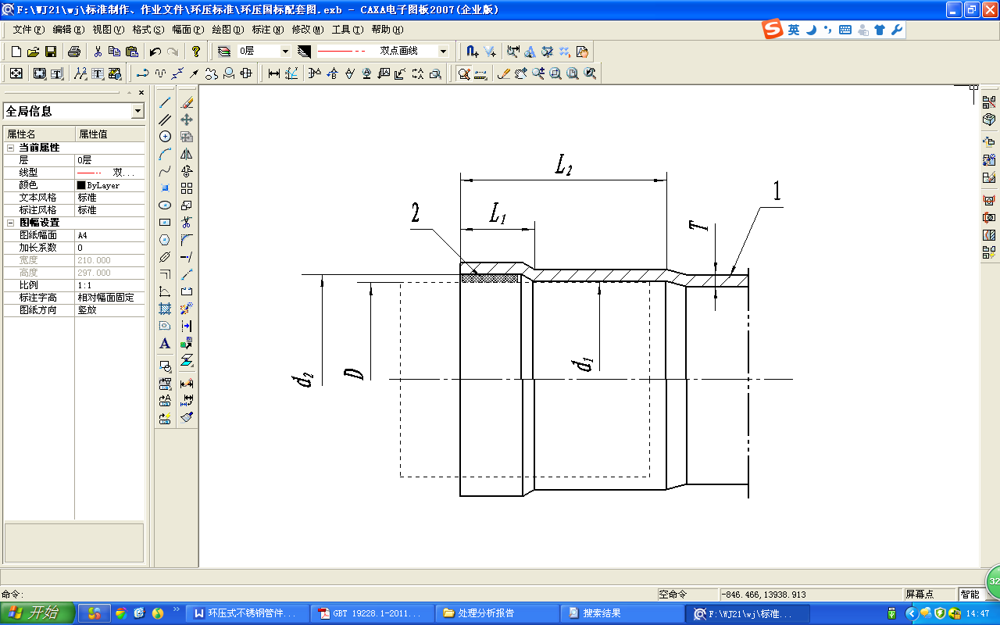 F:\WJ21\wj\标准制作、作业文件\环压标准\环压国标配套图.exb - CAXA电子图板2007(企业版)
文件(F) 编辑(E) 视图(V) 格式(S) 幅面(P) 绘图(D) 标注(N) 修改(M) 工具(T) 帮助(H)
英
0层 双点画线
全局信息
属性名 属性值
当前属性
层 0层
线型 双...
颜色 ByLayer
文本风格 标准
标注风格 标准
图幅设置
图纸幅面 A4
加长系数 0
宽度 210.000
高度 297.000
比例 1:1
标注字高 相对幅面固定
图纸方向 竖放
L2
1
2
L1
T
d2
D
d1
命令:
空命令
-846.466,13938.913
屏幕点
智能
32
开始
环压式不锈钢管件...
GBT 19228.1-2011...
处理分析报告
搜索结果
F:\WJ21\wj\标准...
14:47